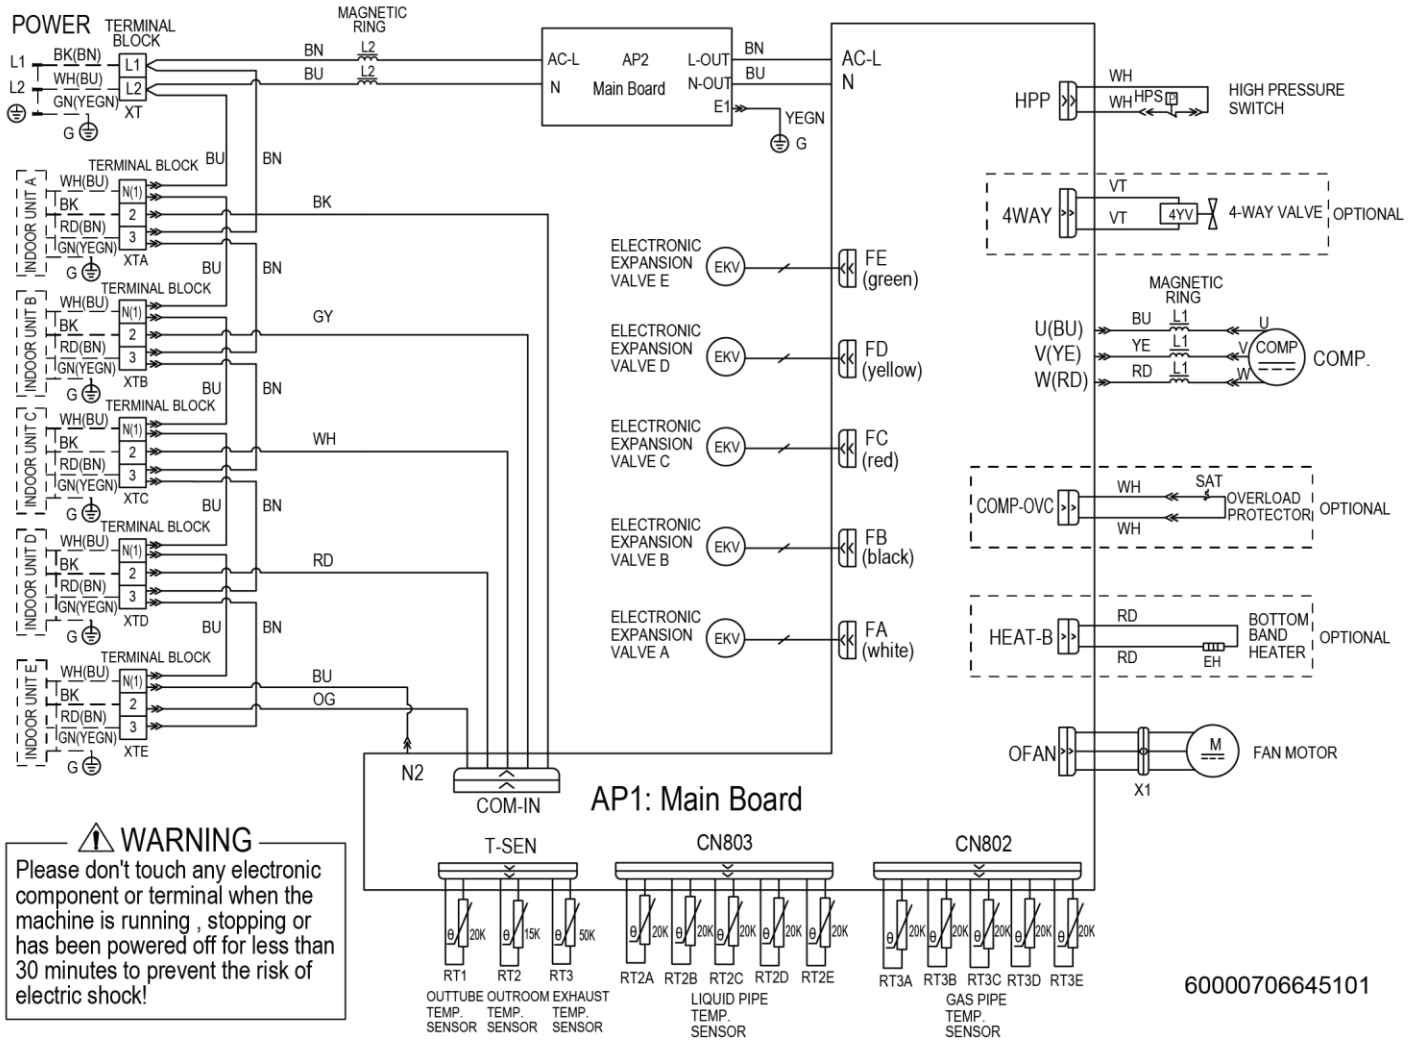 POWER
TERMINAL
BLOCK
L1
BK(BN)
L1
L2
WH(BU)
L2
GN(YEGN)
XT
G
BN
BU
MAGNETIC
RING
L2
L2
AC-L
N
AP2
Main Board
L-OUT
N-OUT
E1
BN
BU
YEGN
G
AC-L
N
BU
BN
TERMINAL BLOCK
INDOOR UNIT A
WH(BU)
BK
RD(BN)
GN(YEGN)
G
N(1)
2
3
XTA
BK
BU
BN
TERMINAL BLOCK
INDOOR UNIT B
WH(BU)
BK
RD(BN)
GN(YEGN)
G
N(1)
2
3
XTB
GY
BU
BN
TERMINAL BLOCK
INDOOR UNIT C
WH(BU)
BK
RD(BN)
GN(YEGN)
G
N(1)
2
3
XTC
WH
BU
BN
TERMINAL BLOCK
INDOOR UNIT D
WH(BU)
BK
RD(BN)
GN(YEGN)
G
N(1)
2
3
XTD
RD
BU
BN
TERMINAL BLOCK
INDOOR UNIT E
WH(BU)
BK
RD(BN)
GN(YEGN)
G
N(1)
2
3
XTE
BU
OG
N2
COM-IN
AP1: Main Board
ELECTRONIC
EXPANSION
VALVE E
EKV
FE
(green)
ELECTRONIC
EXPANSION
VALVE D
EKV
FD
(yellow)
ELECTRONIC
EXPANSION
VALVE C
EKV
FC
(red)
ELECTRONIC
EXPANSION
VALVE B
EKV
FB
(black)
ELECTRONIC
EXPANSION
VALVE A
EKV
FA
(white)
HPP
WH
WH
HPS
P
HIGH PRESSURE
SWITCH
4WAY
VT
VT
4YV
4-WAY VALVE
OPTIONAL
MAGNETIC
RING
U(BU)
BU
L1
U
V(YE)
YE
L1
V
W(RD)
RD
L1
W
COMP
COMP.
COMP-OVC
WH
WH
SAT
OVERLOAD
PROTECTOR
OPTIONAL
HEAT-B
RD
RD
EH
BOTTOM
BAND
HEATER
OPTIONAL
OFAN
X1
M
FAN MOTOR
WARNING
Please don't touch any electronic
component or terminal when the
machine is running , stopping or
has been powered off for less than
30 minutes to prevent the risk of
electric shock!
T-SEN
θ 20K
θ 15K
θ 50K
RT1
RT2
RT3
OUTTUBE
TEMP.
SENSOR
OUTROOM
TEMP.
SENSOR
EXHAUST
TEMP.
SENSOR
CN803
θ 20K
θ 20K
θ 20K
θ 20K
θ 20K
RT2A
RT2B
RT2C
RT2D
RT2E
LIQUID PIPE
TEMP.
SENSOR
CN802
θ 20K
θ 20K
θ 20K
θ 20K
θ 20K
RT3A
RT3B
RT3C
RT3D
RT3E
GAS PIPE
TEMP.
SENSOR
60000706645101